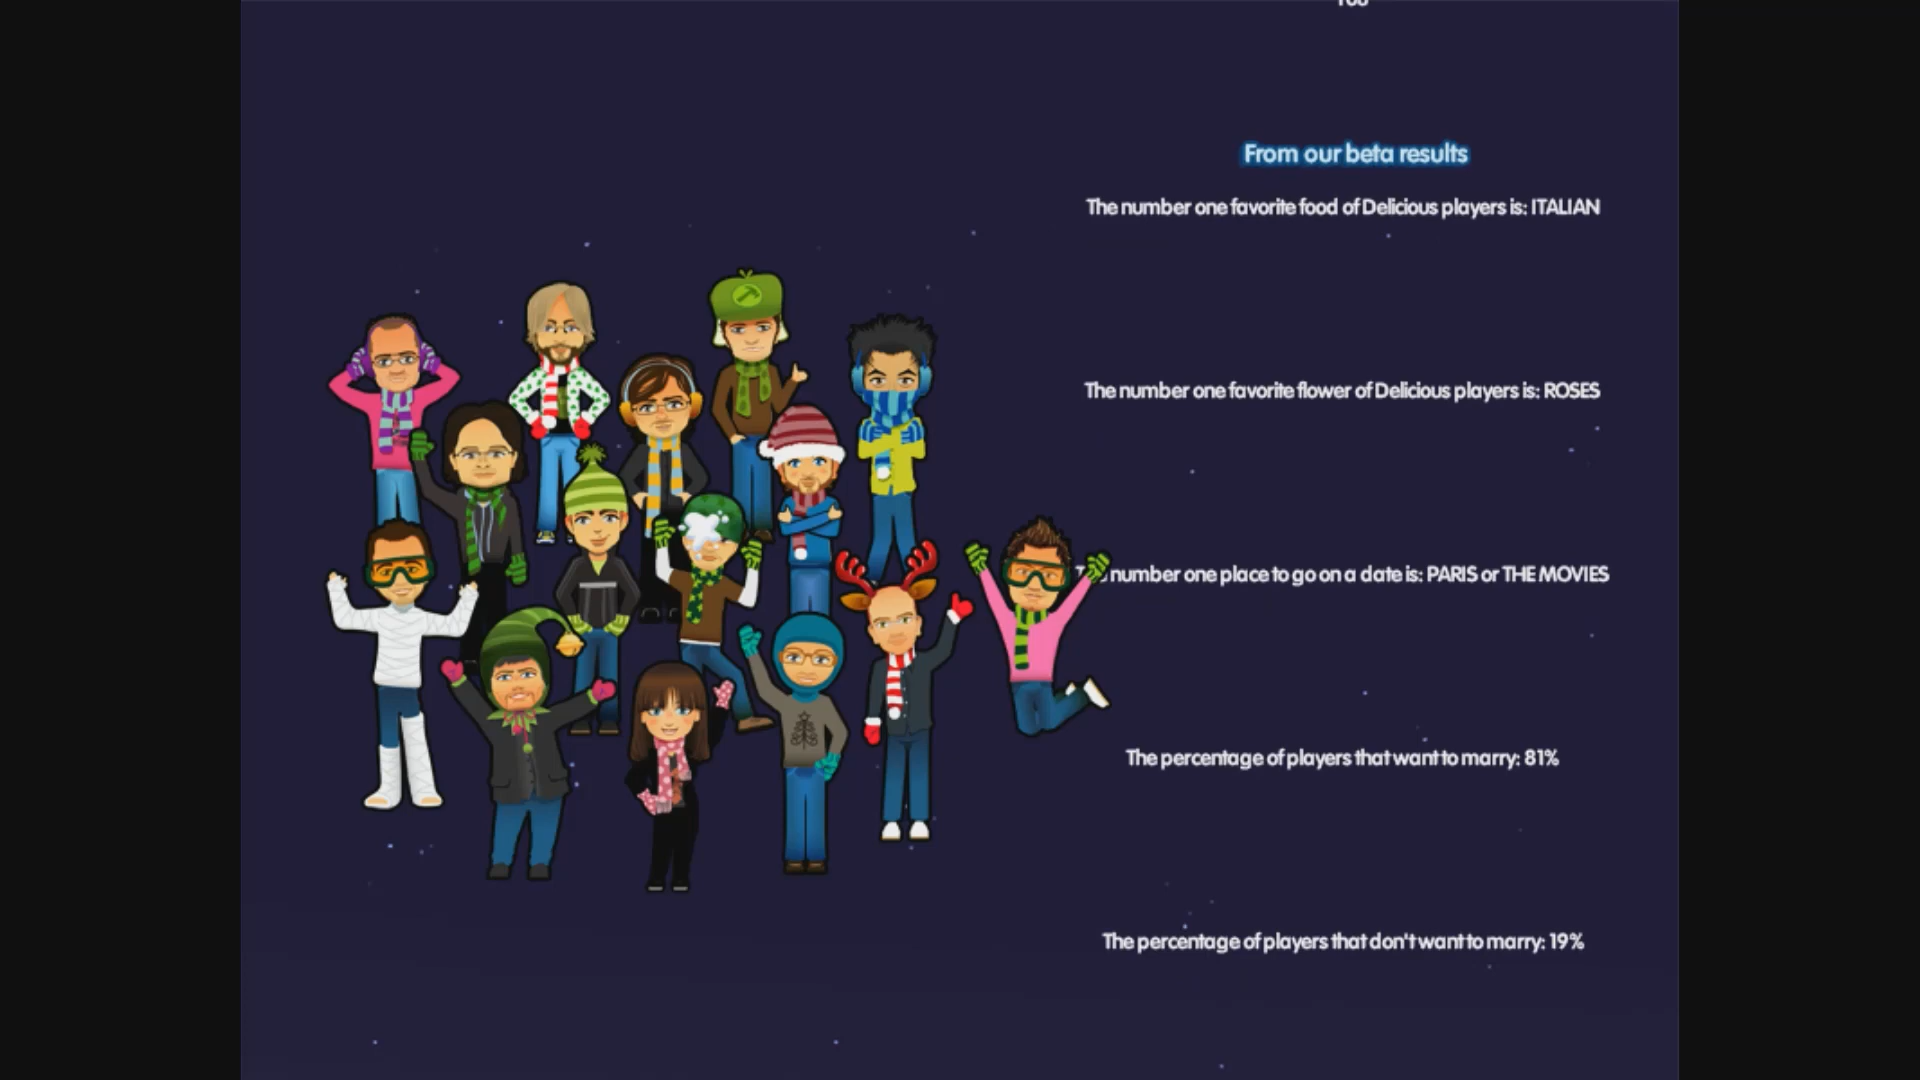 From our beta results
The number one favorite food of Delicious players is: ITALIAN
The number one favorite flower of Delicious players is: ROSES
number one place to go on a date is: PARIS or THE MOVIES
The percentage of players that want to marry: 81%
The percentage of players that don't want to marry: 19%